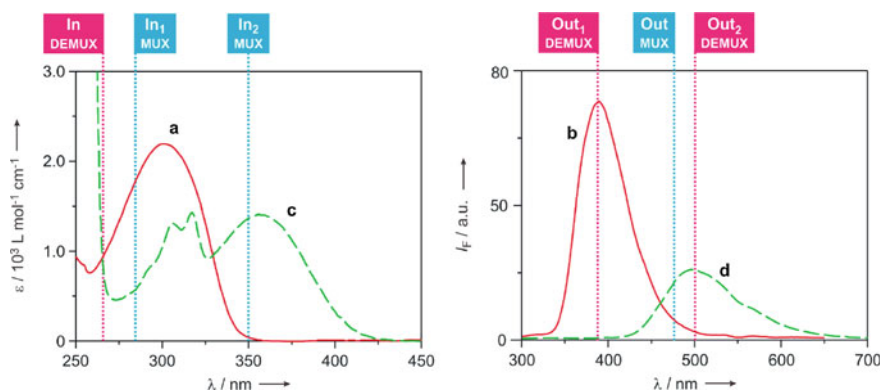 In
DEMUX
In₁
MUX
In₂
MUX
3.0
2.0
1.0
0.0
ε / 10³ L mol⁻¹ cm⁻¹ →
a
c
250 300 350 400 450
λ / nm →
Out₁
DEMUX
Out
MUX
Out₂
DEMUX
80
50
0
I_F / a.u. →
b
d
300 400 500 600 700
λ / nm →